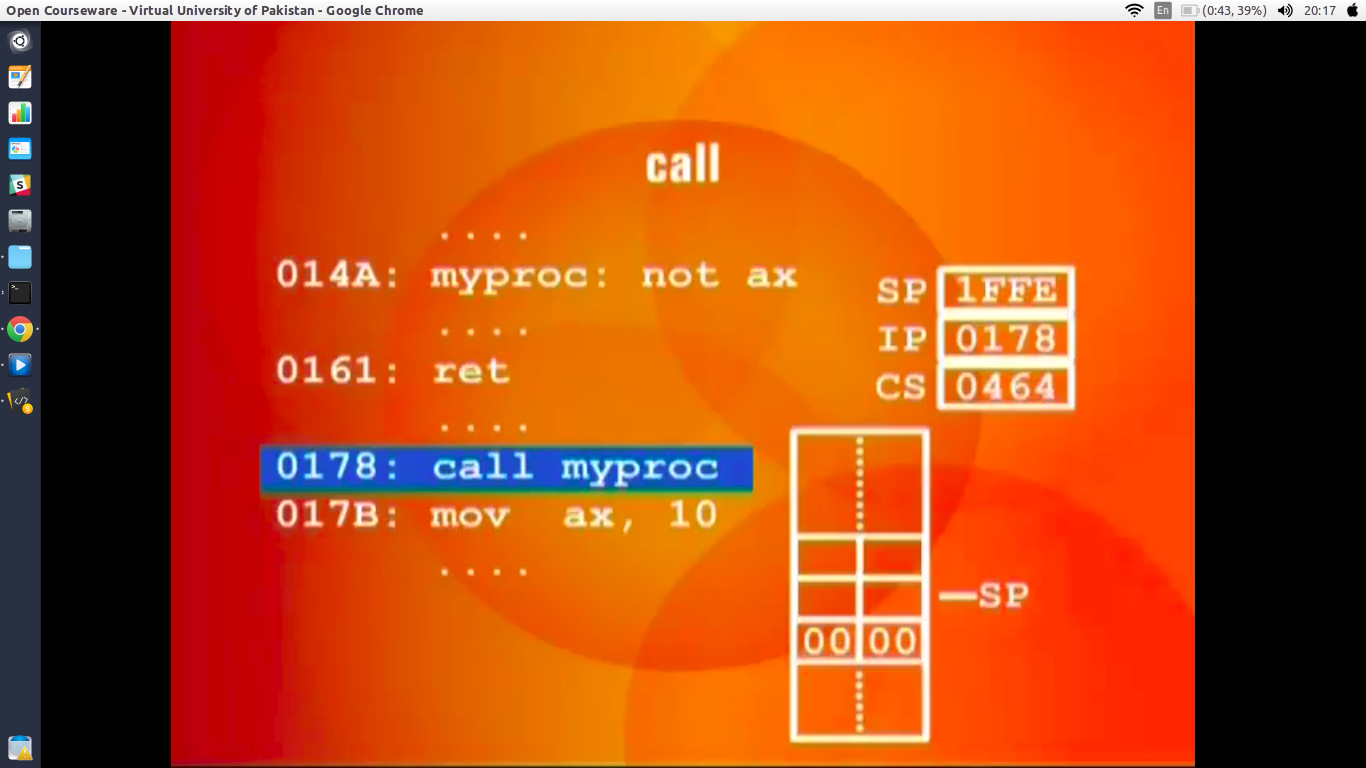 Open Courseware - Virtual University of Pakistan - Google Chrome
En (0:43, 39%) 20:17
call
....
014A: myproc: not ax
....
0161: ret
....
0178: call myproc
017B: mov ax, 10
....
SP 1FFE
IP 0178
CS 0464
SP
00 00